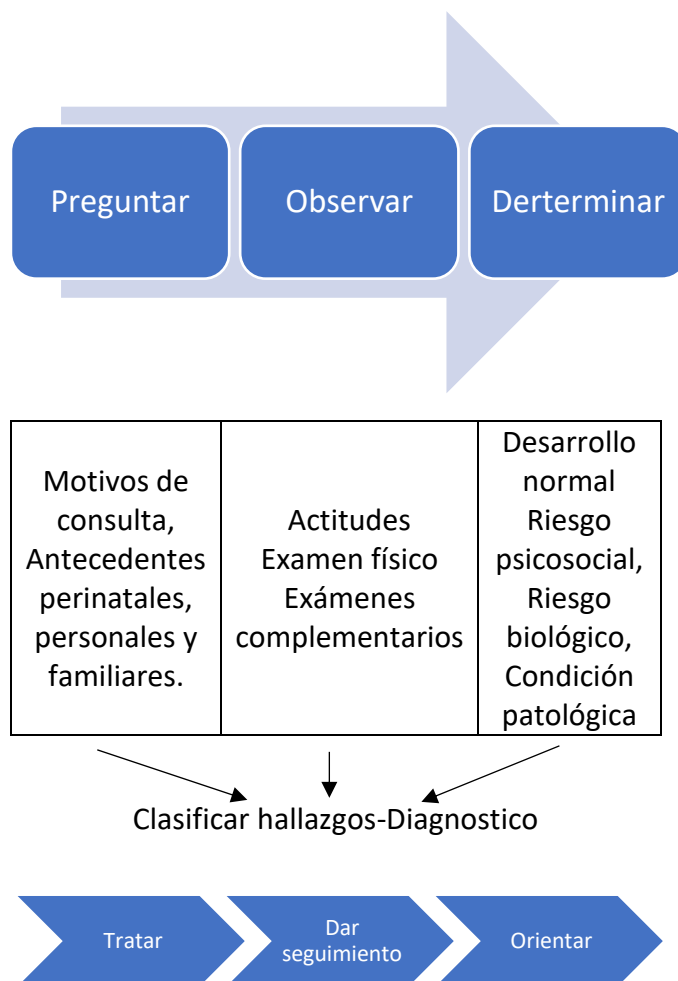 Preguntar
Observar
Derterminar
Motivos de
consulta,
Antecedentes
perinatales,
personales y
familiares.
Actitudes
Examen físico
Exámenes
complementarios
Desarrollo
normal
Riesgo
psicosocial,
Riesgo
biológico,
Condición
patológica
Clasificar hallazgos-Diagnostico
Tratar
Dar
seguimiento
Orientar